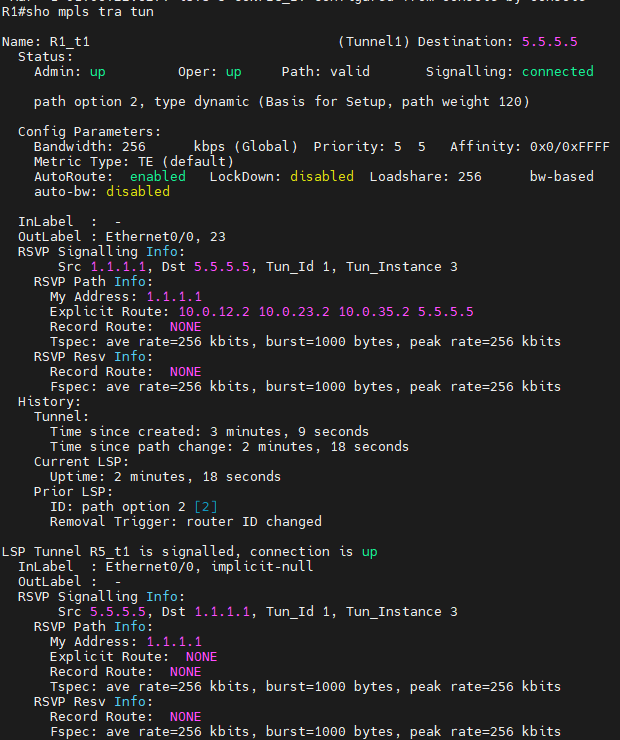 R1#sho mpls tra tun
Name: R1_t1 (Tunnel1) Destination: 5.5.5.5
Status:
Admin: up Oper: up Path: valid Signalling: connected
path option 2, type dynamic (Basis for Setup, path weight 120)
Config Parameters:
Bandwidth: 256 kbps (Global) Priority: 5 5 Affinity: 0x0/0xFFFF
Metric Type: TE (default)
AutoRoute: enabled LockDown: disabled Loadshare: 256 bw-based
auto-bw: disabled
InLabel : -
OutLabel : Ethernet0/0, 23
RSVP Signalling Info:
Src 1.1.1.1, Dst 5.5.5.5, Tun_Id 1, Tun_Instance 3
RSVP Path Info:
My Address: 1.1.1.1
Explicit Route: 10.0.12.2 10.0.23.2 10.0.35.2 5.5.5.5
Record Route: NONE
Tspec: ave rate=256 kbits, burst=1000 bytes, peak rate=256 kbits
RSVP Resv Info:
Record Route: NONE
Fspec: ave rate=256 kbits, burst=1000 bytes, peak rate=256 kbits
History:
Tunnel:
Time since created: 3 minutes, 9 seconds
Time since path change: 2 minutes, 18 seconds
Current LSP:
Uptime: 2 minutes, 18 seconds
Prior LSP:
ID: path option 2 [2]
Removal Trigger: router ID changed
LSP Tunnel R5_t1 is signalled, connection is up
InLabel : Ethernet0/0, implicit-null
OutLabel : -
RSVP Signalling Info:
Src 5.5.5.5, Dst 1.1.1.1, Tun_Id 1, Tun_Instance 3
RSVP Path Info:
My Address: 1.1.1.1
Explicit Route: NONE
Record Route: NONE
Tspec: ave rate=256 kbits, burst=1000 bytes, peak rate=256 kbits
RSVP Resv Info:
Record Route: NONE
Fspec: ave rate=256 kbits, burst=1000 bytes, peak rate=256 kbits